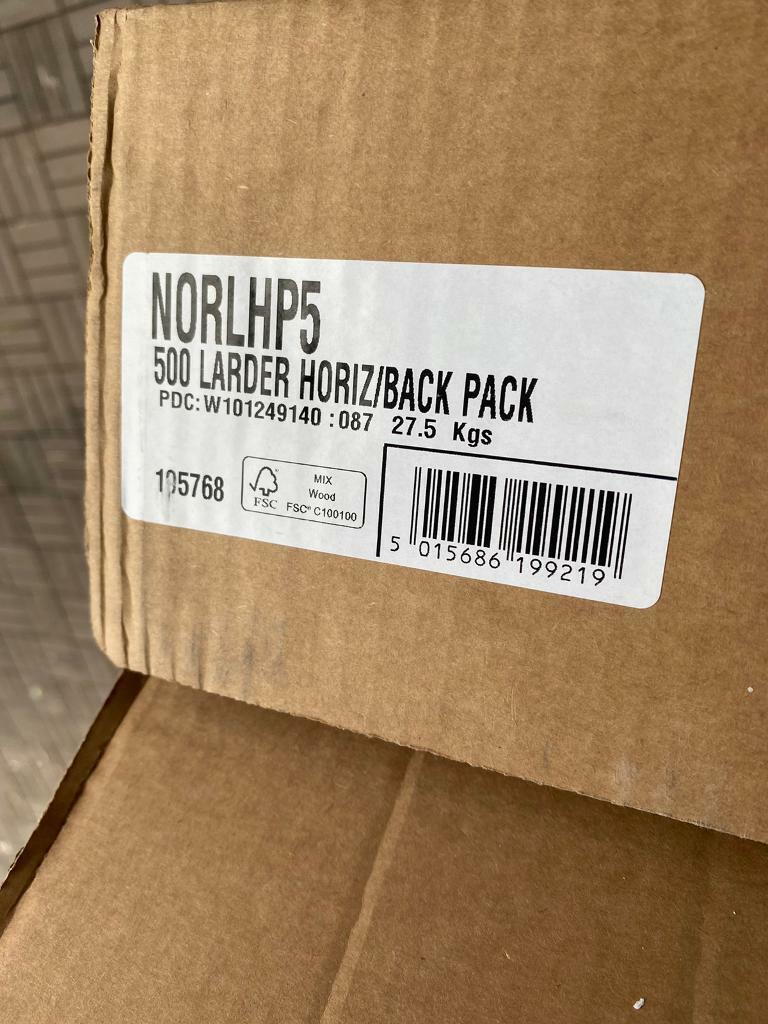 NORLHP5
500 LARDER HORIZ/BACK PACK
PDC: W101249140 :087 27.5 Kgs
195768
FSC
MIX
Wood
FSC® C100100
5 015686 199219